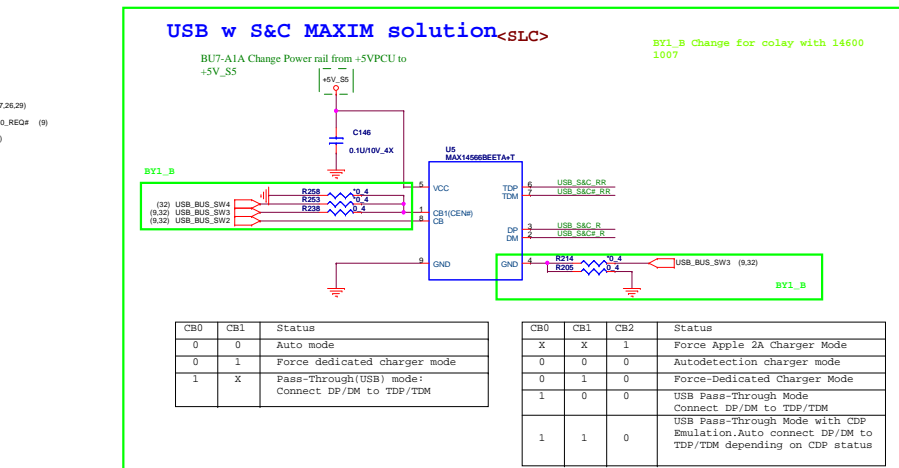 USB w S&C MAXIM solution<SLC>
BY1_B Change for colay with 14600
1007
BU7-A1A Change Power rail from +5VPCU to
+5V_S5
+5V_S5
7,26,29)
0_REQ# (9)
)
C146
0.1U/10V_4X
U5
MAX14566BEETA+T
BY1_B
R258 *0_4
(32) USB_BUS_SW4 R253 *0_4
(9,32) USB_BUS_SW3 R238 0_4
(9,32) USB_BUS_SW2
5 VCC
1 CB1(CEN#)
8 CB
9 GND
TDP 6 USB_S&C_RR
TDM 7 USB_S&C#_RR
DP 3 USB_S&C_R
DM 2 USB_S&C#_R
GND 4
R214 *0_4 USB_BUS_SW3 (9,32)
R205 0_4
BY1_B
CB0 CB1 Status
0 0 Auto mode
0 1 Force dedicated charger mode
1 X Pass-Through(USB) mode:
Connect DP/DM to TDP/TDM
CB0 CB1 CB2 Status
X X 1 Force Apple 2A Charger Mode
0 0 0 Autodetection charger mode
0 1 0 Force-Dedicated Charger Mode
1 0 0 USB Pass-Through Mode
Connect DP/DM to TDP/TDM
1 1 0 USB Pass-Through Mode with CDP
Emulation.Auto connect DP/DM to
TDP/TDM depending on CDP status